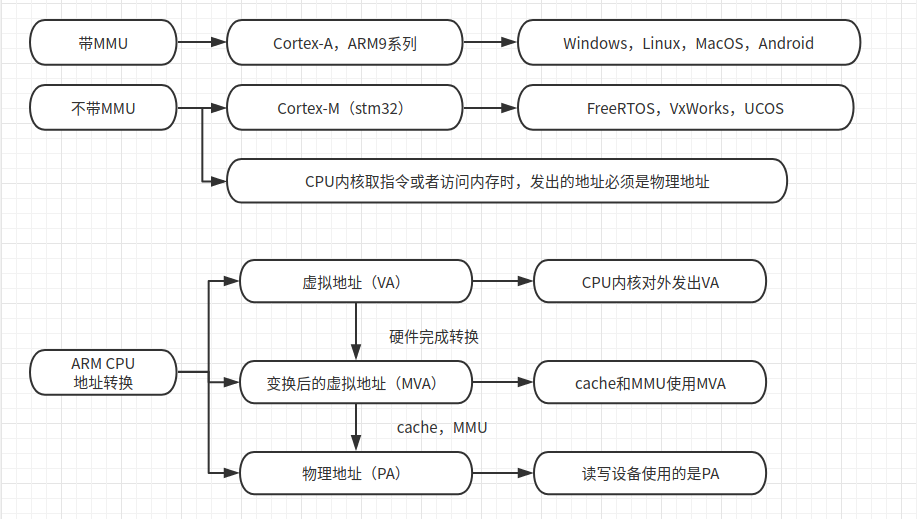 带MMU
Cortex-A，ARM9系列
Windows，Linux，MacOS，Android
不带MMU
Cortex-M（stm32）
FreeRTOS，VxWorks，UCOS
CPU内核取指令或者访问内存时，发出的地址必须是物理地址
虚拟地址（VA）
CPU内核对外发出VA
硬件完成转换
ARM CPU
地址转换
变换后的虚拟地址（MVA）
cache和MMU使用MVA
cache，MMU
物理地址（PA）
读写设备使用的是PA